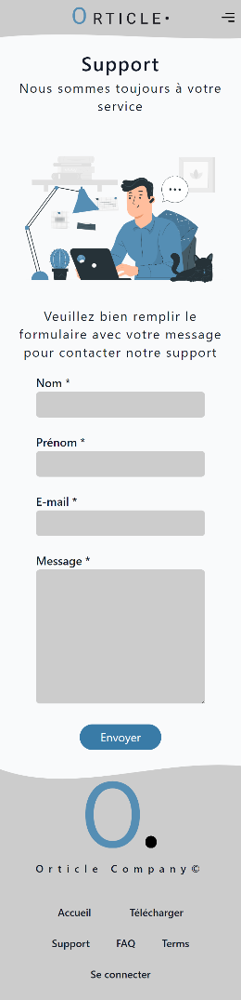 ORTICLE•
Support
Nous sommes toujours à votre
service
Veuillez bien remplir le
formulaire avec votre message
pour contacter notre support
Nom *
Prénom *
E-mail *
Message *
Envoyer
O.
Orticle Company©
Accueil Télécharger
Support FAQ Terms
Se connecter